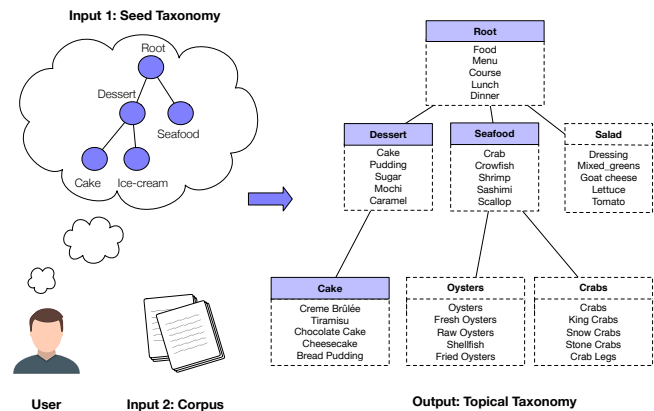 Input 1: Seed Taxonomy
Root
Dessert
Seafood
Cake
Ice-cream
User
Input 2: Corpus
Root
Food
Menu
Course
Lunch
Dinner
Dessert
Cake
Pudding
Sugar
Mochi
Caramel
Seafood
Crab
Crowfish
Shrimp
Sashimi
Scallop
Salad
Dressing
Mixed_greens
Goat cheese
Lettuce
Tomato
Cake
Creme Brûlée
Tiramisu
Chocolate Cake
Cheesecake
Bread Pudding
Oysters
Oysters
Fresh Oysters
Raw Oysters
Shellfish
Fried Oysters
Crabs
Crabs
King Crabs
Snow Crabs
Stone Crabs
Crab Legs
Output: Topical Taxonomy